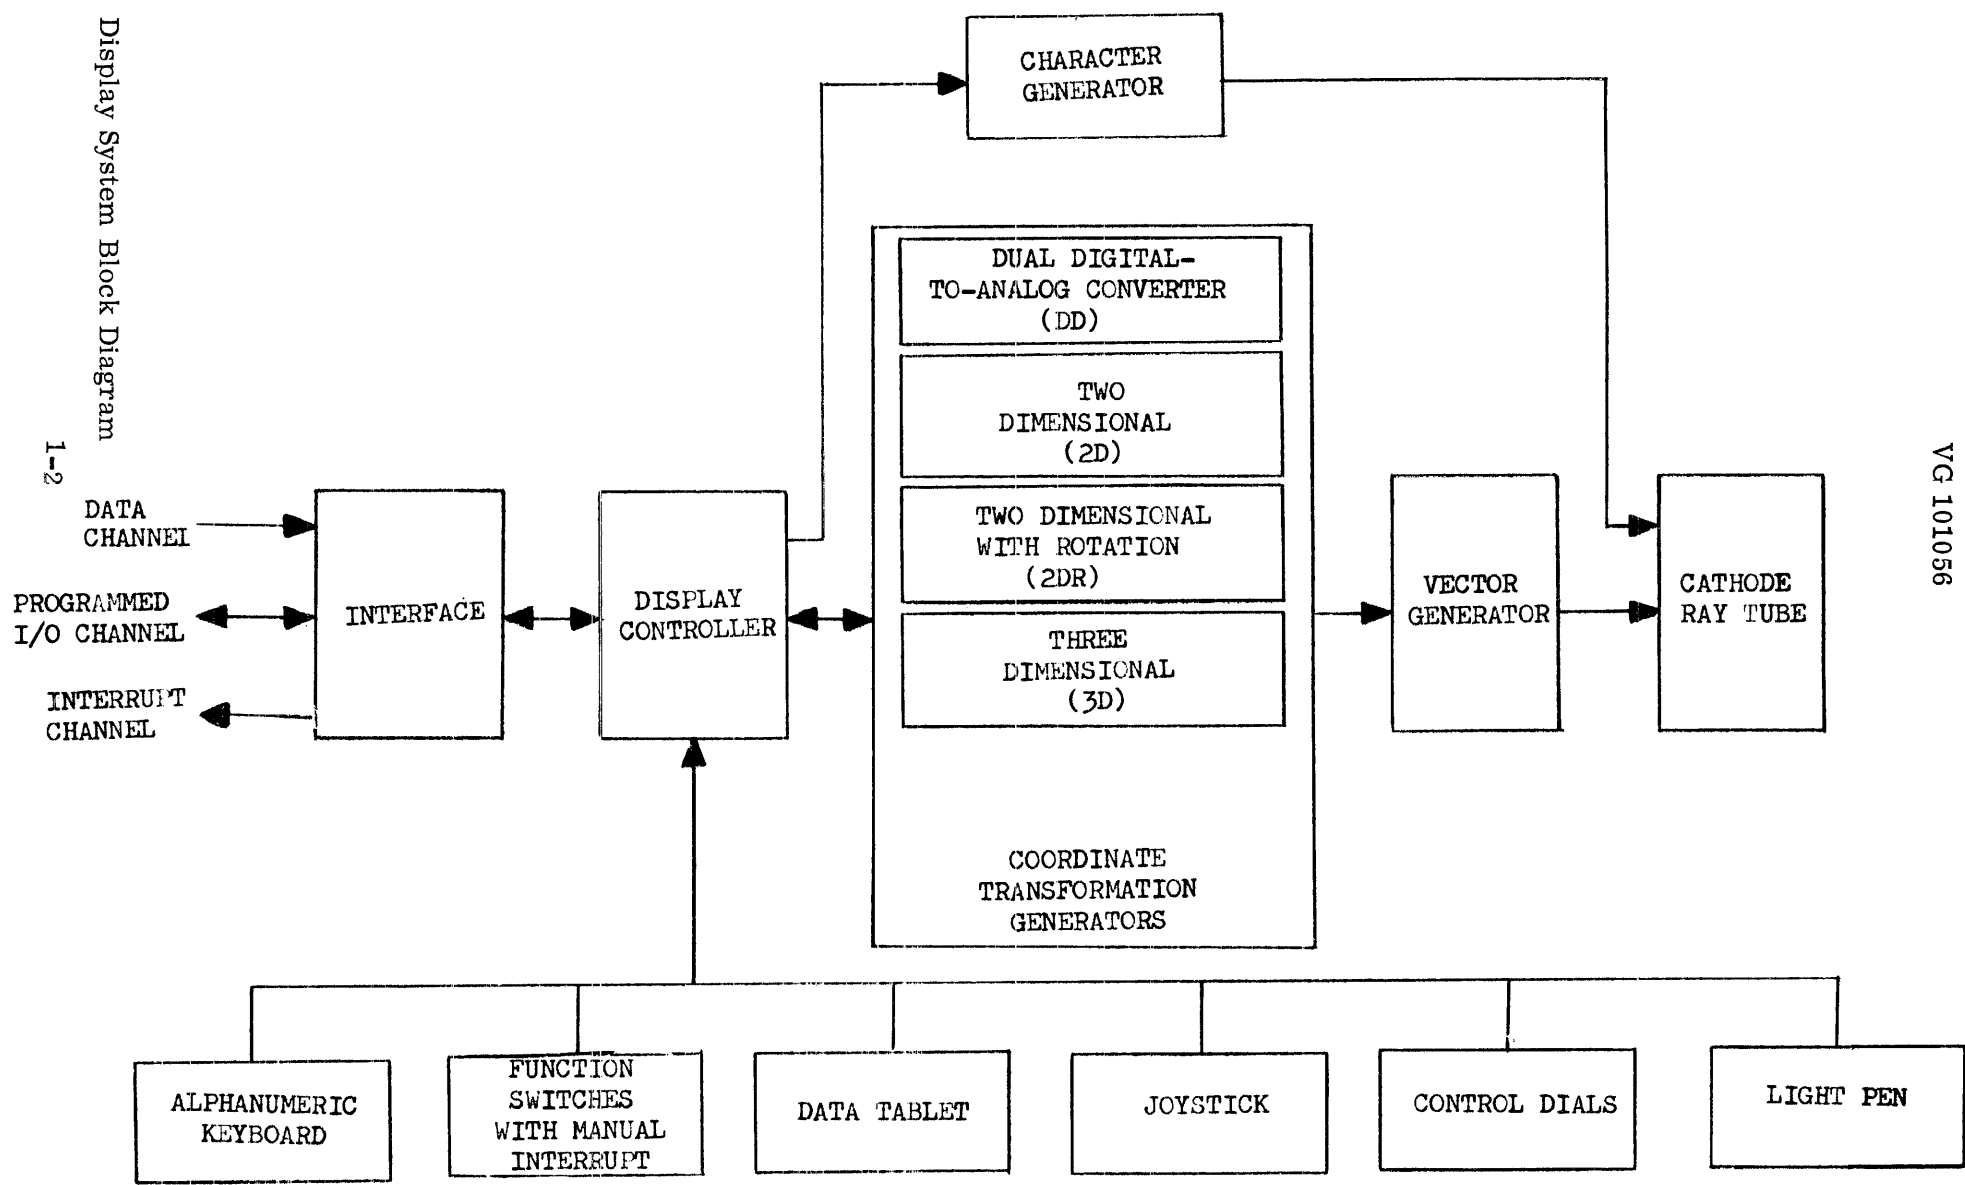 Display System Block Diagram
1-2
VG 101056
CHARACTER
GENERATOR
DUAL DIGITAL-
TO-ANALOG CONVERTER
(DD)
TWO
DIMENSIONAL
(2D)
TWO DIMENSIONAL
WITH ROTATION
(2DR)
THREE
DIMENSIONAL
(3D)
COORDINATE
TRANSFORMATION
GENERATORS
DATA
CHANNEL
PROGRAMMED
I/O CHANNEL
INTERRUPT
CHANNEL
INTERFACE
DISPLAY
CONTROLLER
VECTOR
GENERATOR
CATHODE
RAY TUBE
ALPHANUMERIC
KEYBOARD
FUNCTION
SWITCHES
WITH MANUAL
INTERRUPT
DATA TABLET
JOYSTICK
CONTROL DIALS
LIGHT PEN